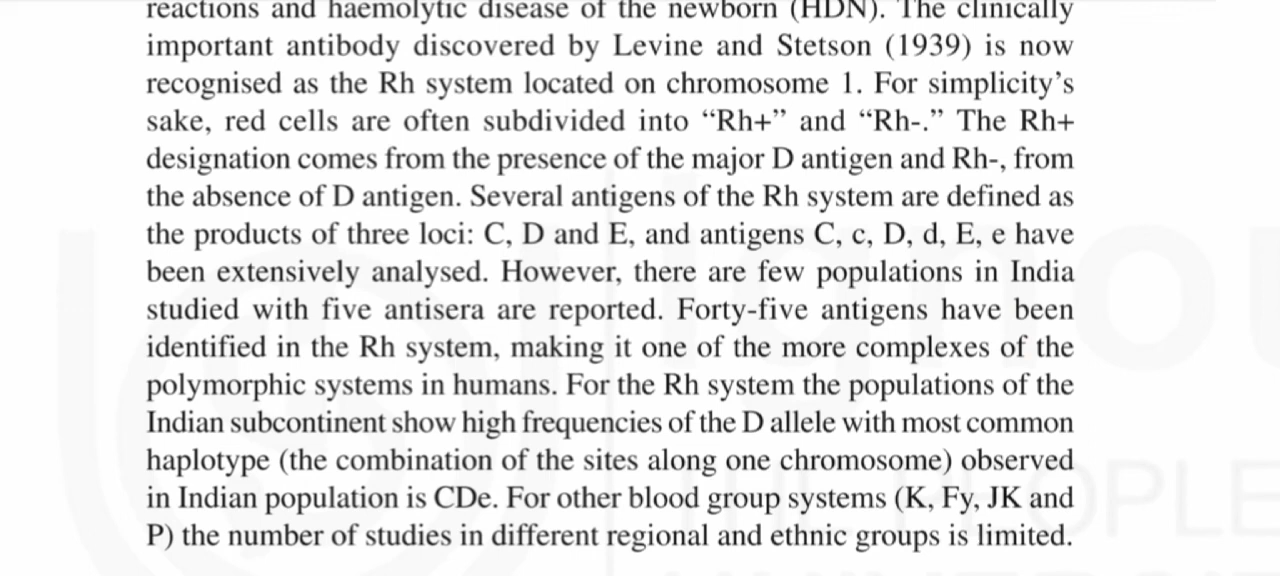 reactions and haemolytic disease of the newborn (HDN). The clinically
important antibody discovered by Levine and Stetson (1939) is now
recognised as the Rh system located on chromosome 1. For simplicity’s
sake, red cells are often subdivided into “Rh+” and “Rh-.” The Rh+
designation comes from the presence of the major D antigen and Rh-, from
the absence of D antigen. Several antigens of the Rh system are defined as
the products of three loci: C, D and E, and antigens C, c, D, d, E, e have
been extensively analysed. However, there are few populations in India
studied with five antisera are reported. Forty-five antigens have been
identified in the Rh system, making it one of the more complexes of the
polymorphic systems in humans. For the Rh system the populations of the
Indian subcontinent show high frequencies of the D allele with most common
haplotype (the combination of the sites along one chromosome) observed
in Indian population is CDe. For other blood group systems (K, Fy, JK and
P) the number of studies in different regional and ethnic groups is limited.